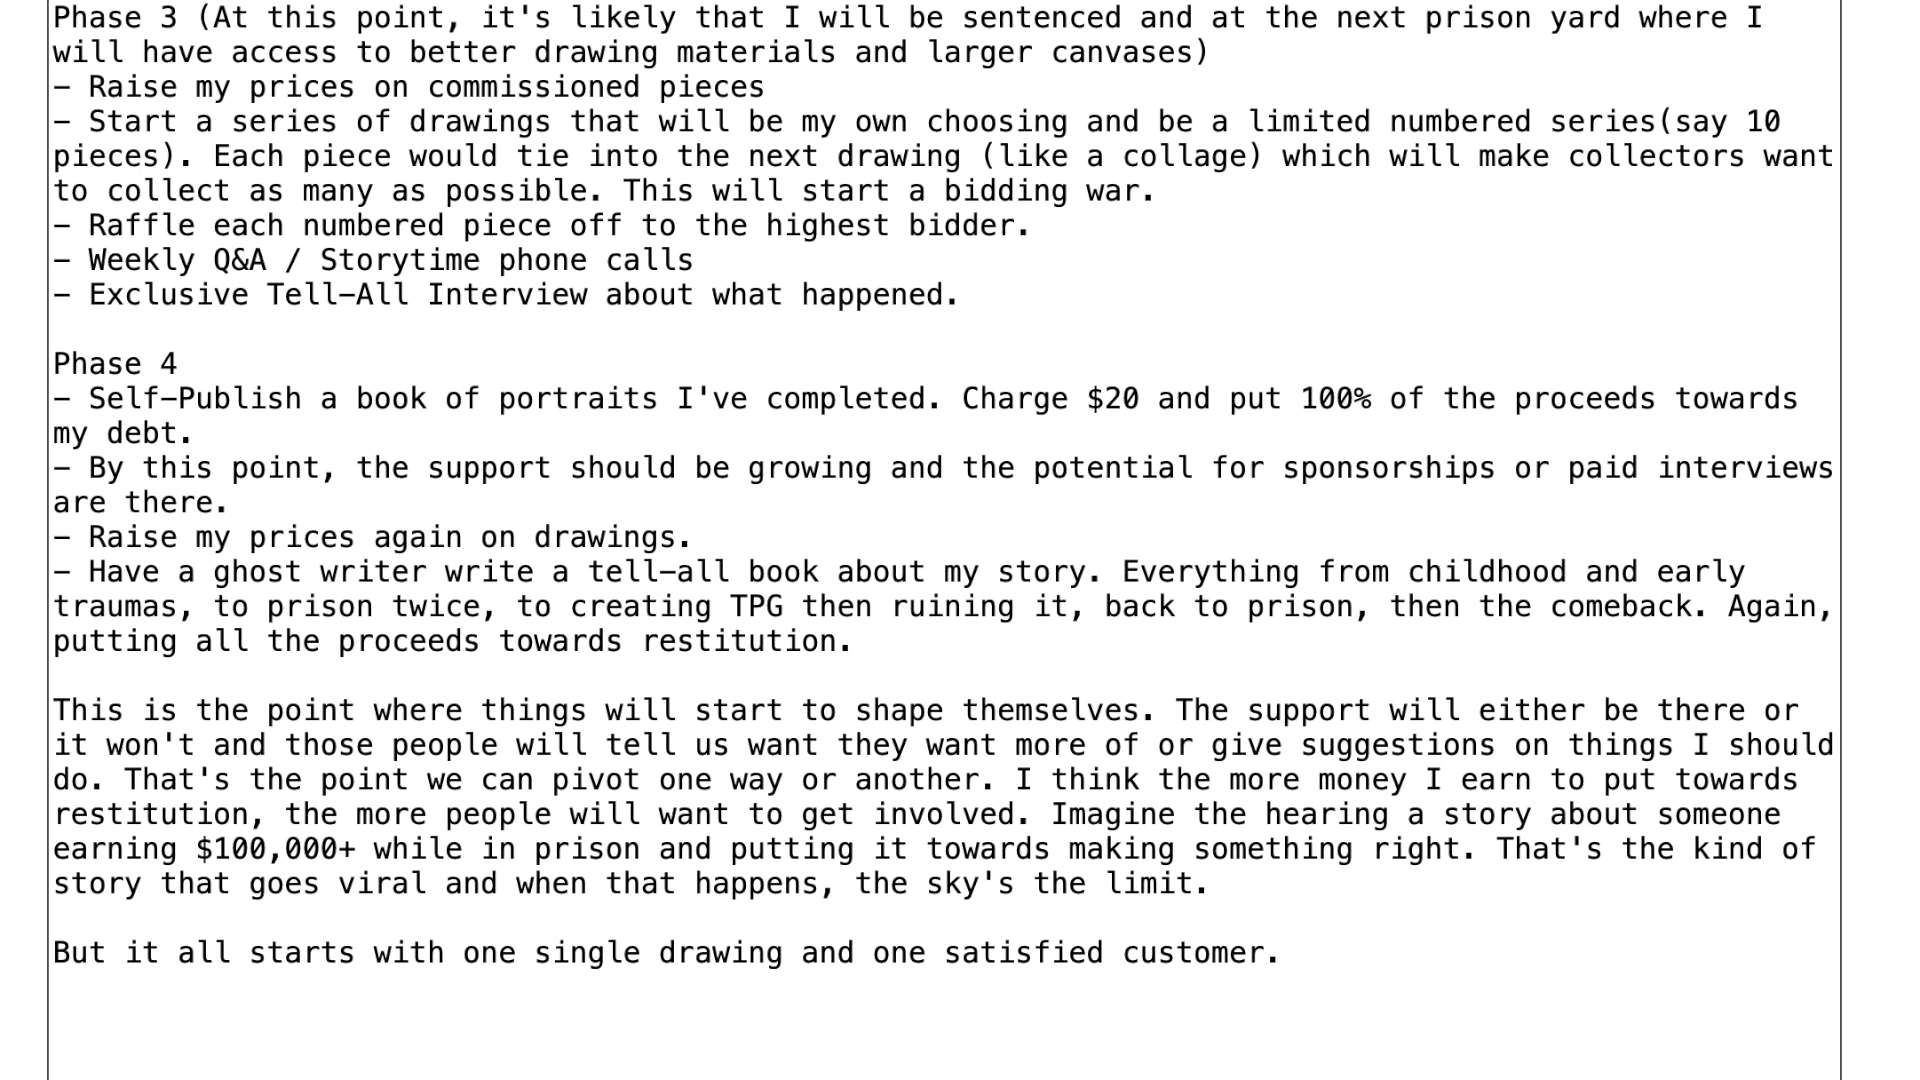 Phase 3 (At this point, it's likely that I will be sentenced and at the next prison yard where I
will have access to better drawing materials and larger canvases)
– Raise my prices on commissioned pieces
– Start a series of drawings that will be my own choosing and be a limited numbered series(say 10
pieces). Each piece would tie into the next drawing (like a collage) which will make collectors want
to collect as many as possible. This will start a bidding war.
– Raffle each numbered piece off to the highest bidder.
– Weekly Q&A / Storytime phone calls
– Exclusive Tell–All Interview about what happened.

Phase 4
– Self–Publish a book of portraits I've completed. Charge $20 and put 100% of the proceeds towards
my debt.
– By this point, the support should be growing and the potential for sponsorships or paid interviews
are there.
– Raise my prices again on drawings.
– Have a ghost writer write a tell–all book about my story. Everything from childhood and early
traumas, to prison twice, to creating TPG then ruining it, back to prison, then the comeback. Again,
putting all the proceeds towards restitution.

This is the point where things will start to shape themselves. The support will either be there or
it won't and those people will tell us want they want more of or give suggestions on things I should
do. That's the point we can pivot one way or another. I think the more money I earn to put towards
restitution, the more people will want to get involved. Imagine the hearing a story about someone
earning $100,000+ while in prison and putting it towards making something right. That's the kind of
story that goes viral and when that happens, the sky's the limit.

But it all starts with one single drawing and one satisfied customer.